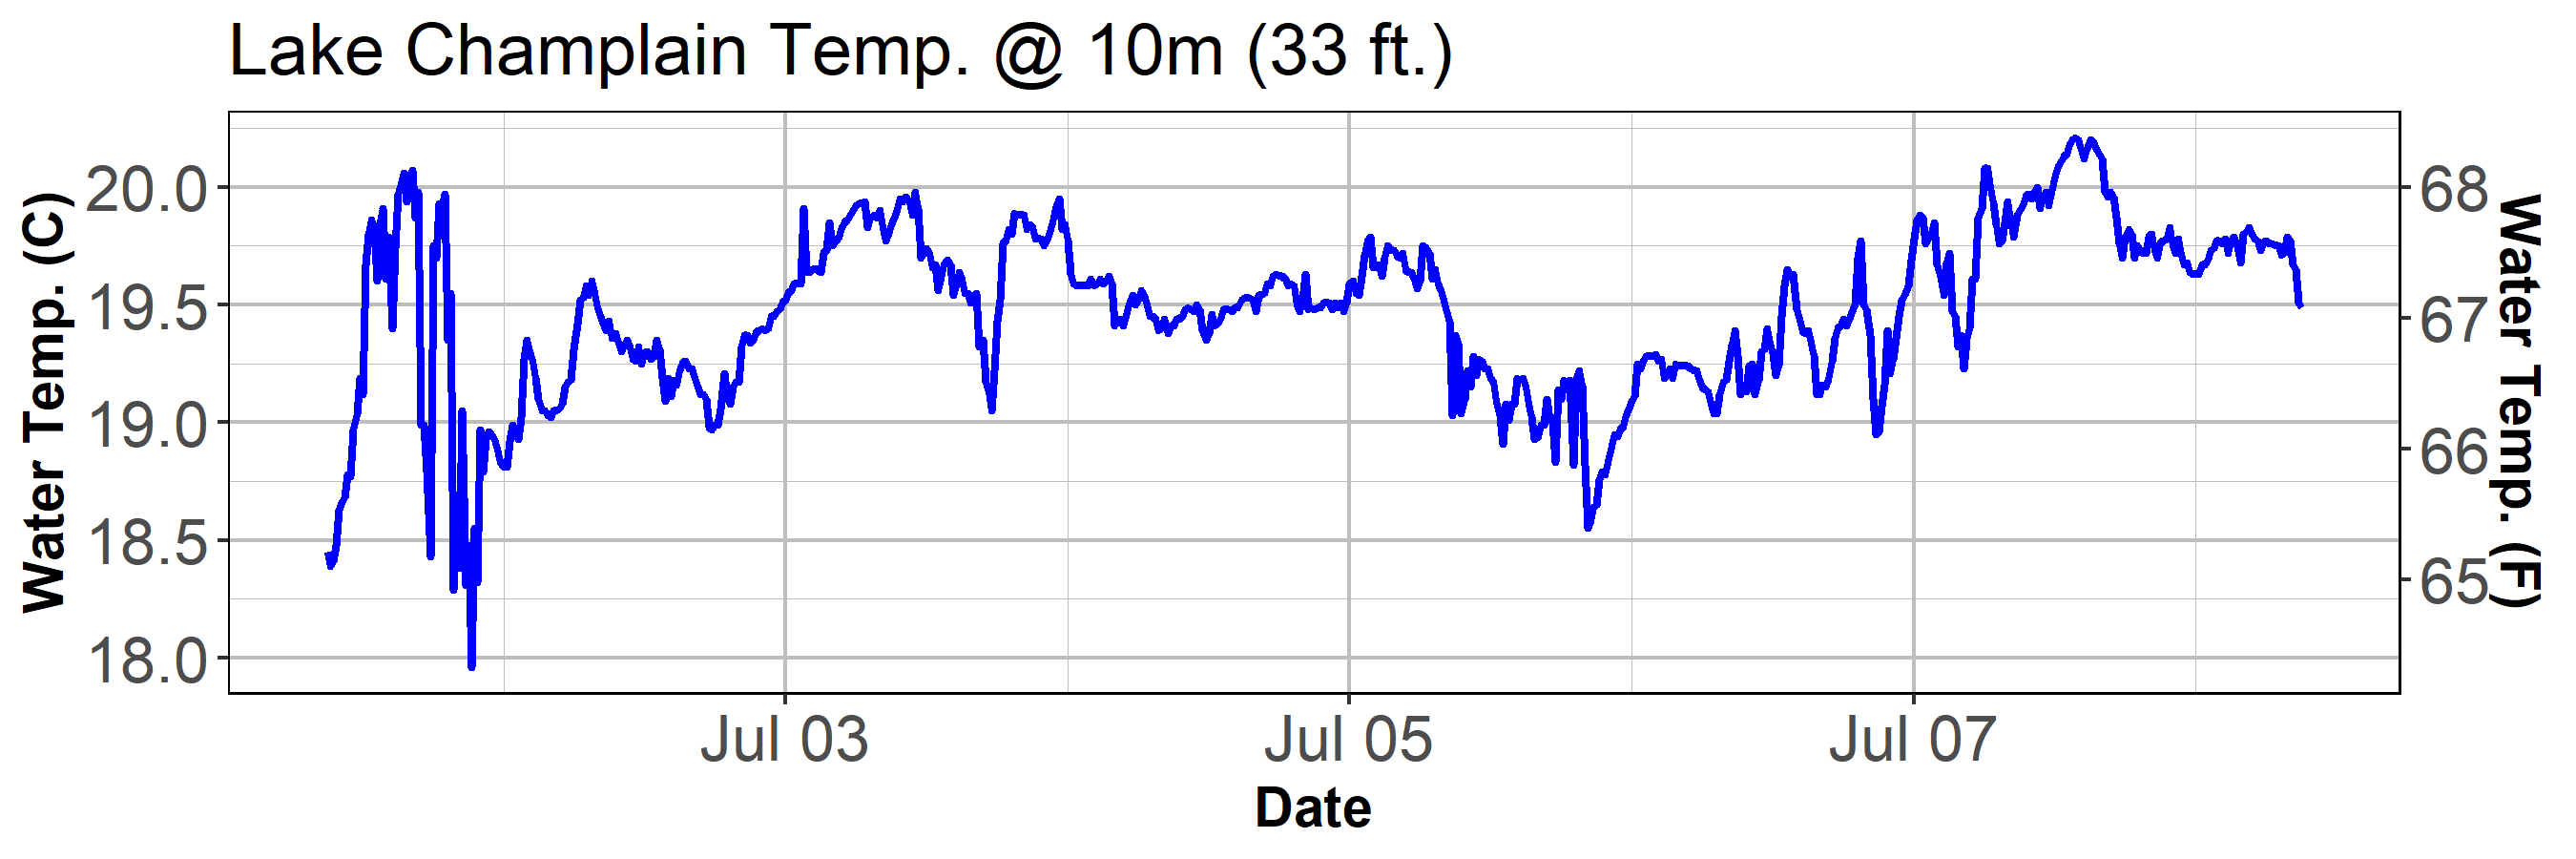 Lake Champlain Temp. @ 10m (33 ft.)
Water Temp. (C)
20.0
19.5
19.0
18.5
18.0
68
67
66
65
Water Temp. (F)
Jul 03
Jul 05
Jul 07
Date